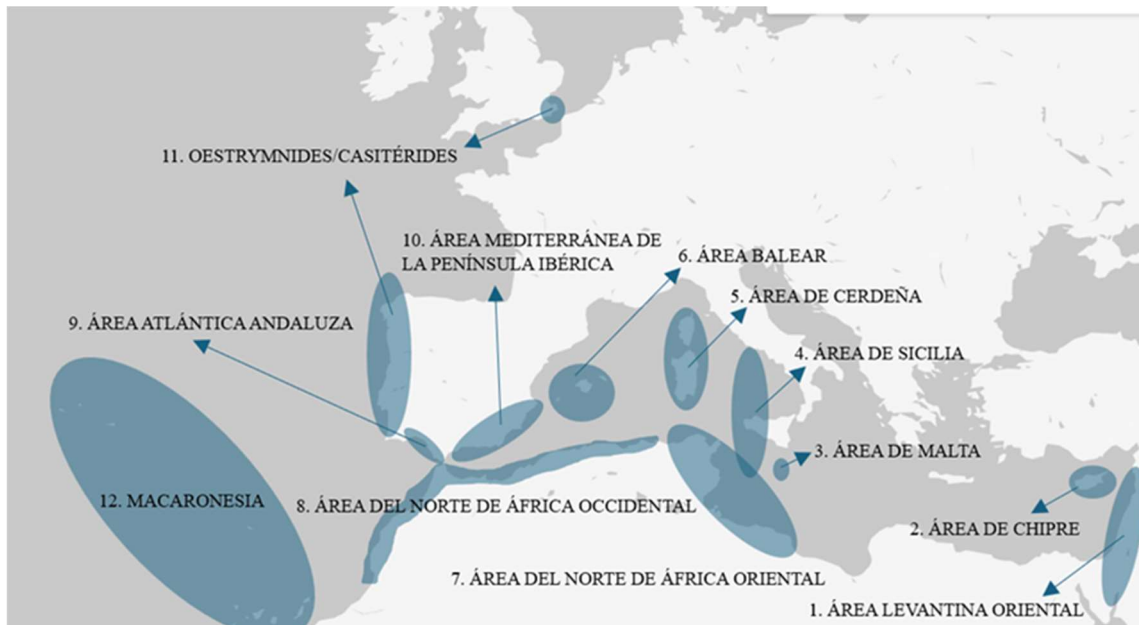 11. OESTRYMNIDES/CASITÉRIDES
10. ÁREA MEDITERRÁNEA DE
LA PENÍNSULA IBÉRICA
6. ÁREA BALEAR
5. ÁREA DE CERDEÑA
9. ÁREA ATLÁNTICA ANDALUZA
4. ÁREA DE SICILIA
3. ÁREA DE MALTA
12. MACARONESIA
8. ÁREA DEL NORTE DE ÁFRICA OCCIDENTAL
2. ÁREA DE CHIPRE
7. ÁREA DEL NORTE DE ÁFRICA ORIENTAL
1. ÁREA LEVANTINA ORIENTAL